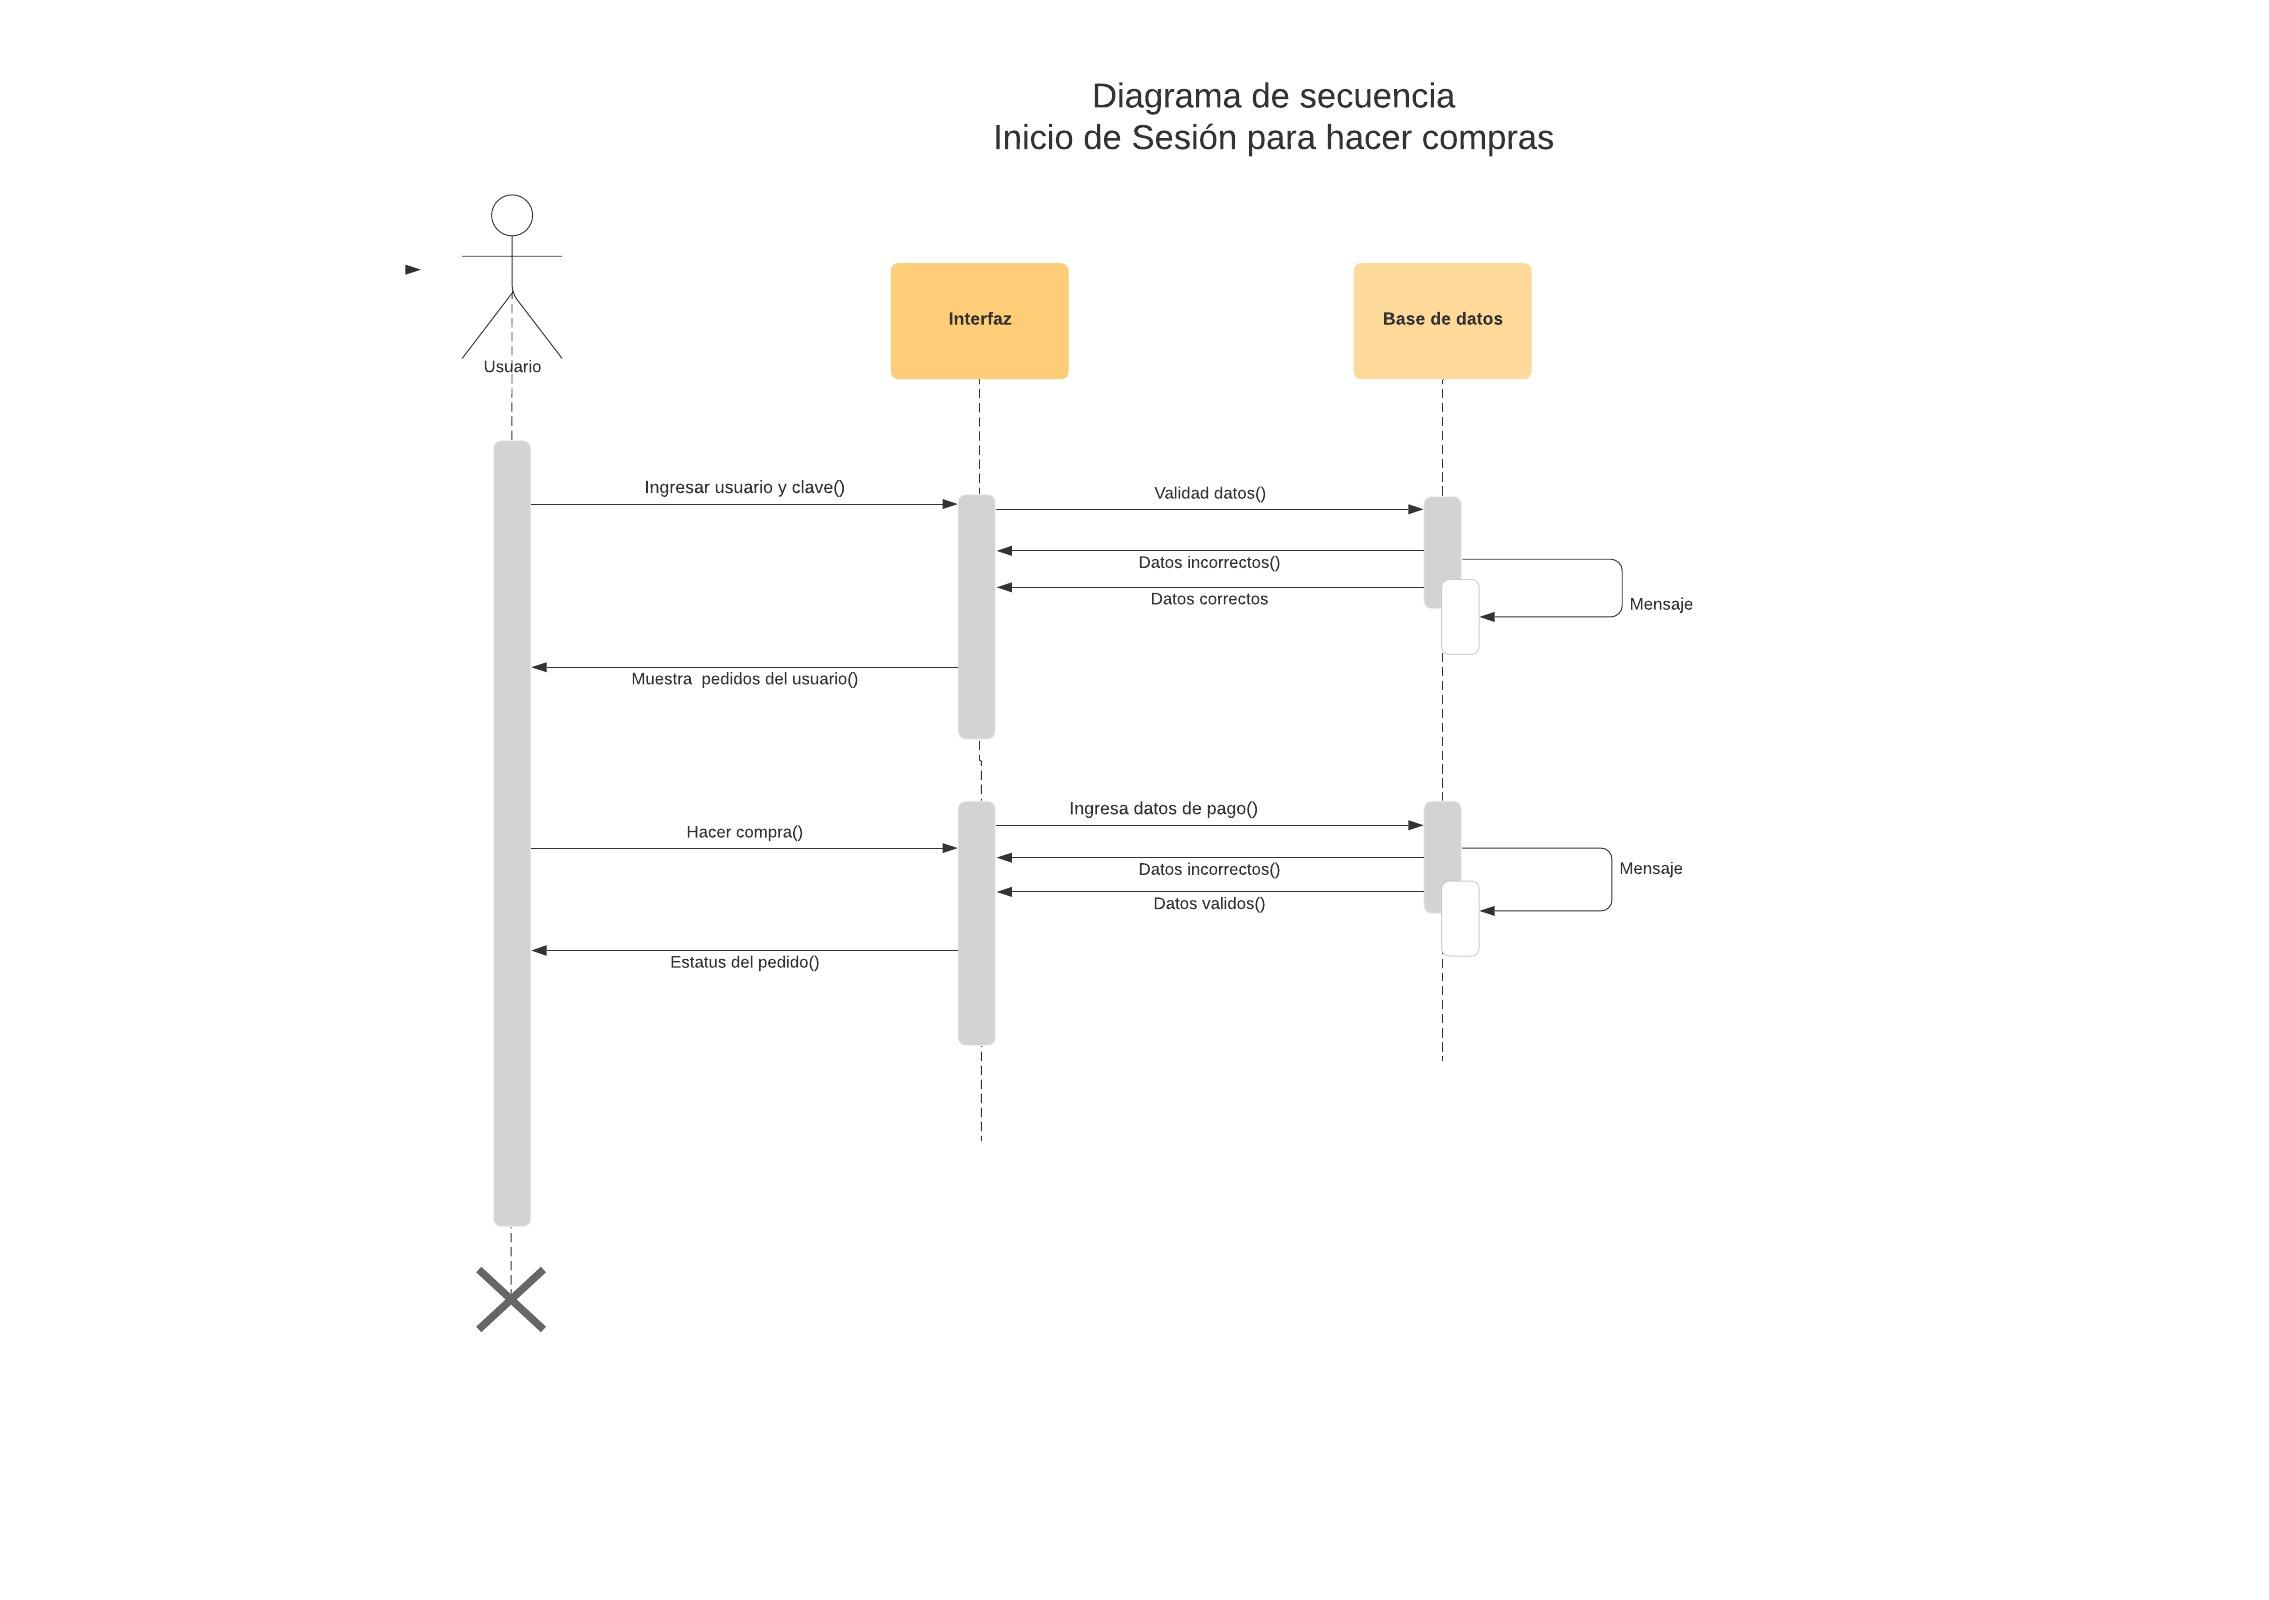 Diagrama de secuencia
Inicio de Sesión para hacer compras
Interfaz
Base de datos
Usuario
Ingresar usuario y clave()
Validad datos()
Datos incorrectos()
Datos correctos
Mensaje
Muestra  pedidos del usuario()
Ingresa datos de pago()
Hacer compra()
Datos incorrectos()
Mensaje
Datos validos()
Estatus del pedido()